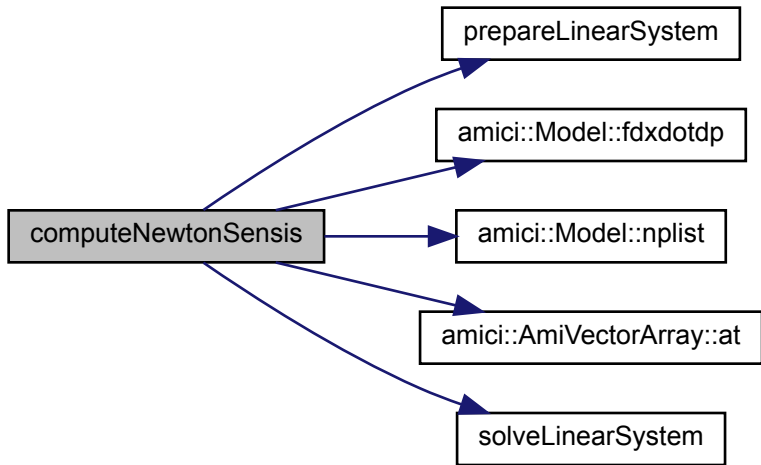 prepareLinearSystem
amici::Model::fdxdotdp
computeNewtonSensis
amici::Model::nplist
amici::AmiVectorArray::at
solveLinearSystem